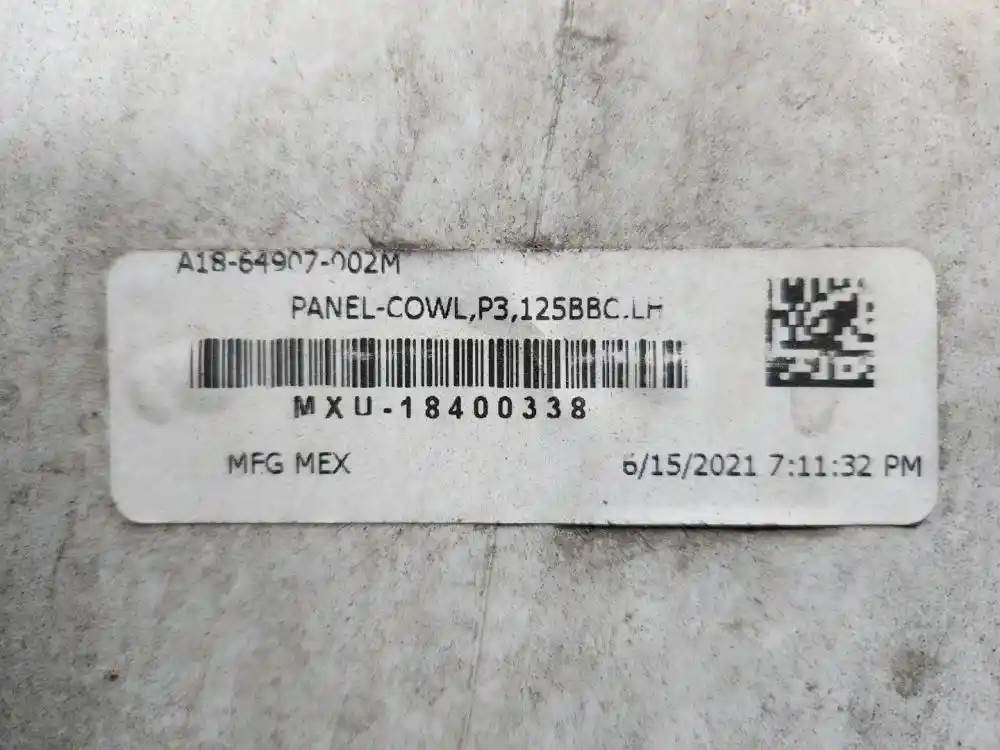 A18-64907-002M
PANEL-COWL,P3,125BBC,LH
MXU-18400338
MFG MEX
6/15/2021 7:11:32 PM